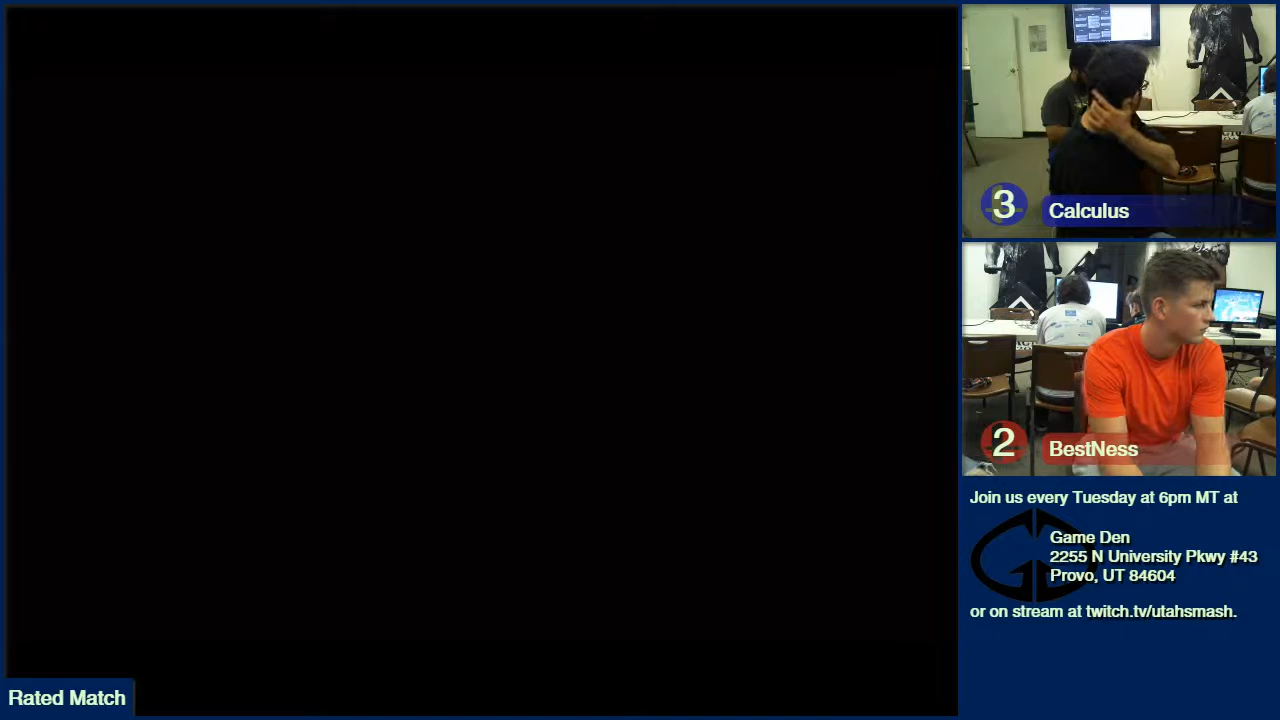 3
Calculus
2
BestNess
Join us every Tuesday at 6pm MT at
Game Den
2255 N University Pkwy #43
Provo, UT 84604
or on stream at twitch.tv/utahsmash.
Rated Match